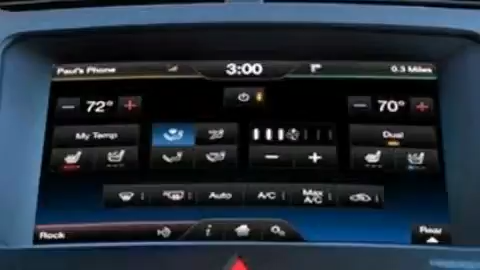 Paul's Phone 3:00 0.3 Miles
72° 70°
My Temp Dual
Auto A/C Max A/C
Rock Rear